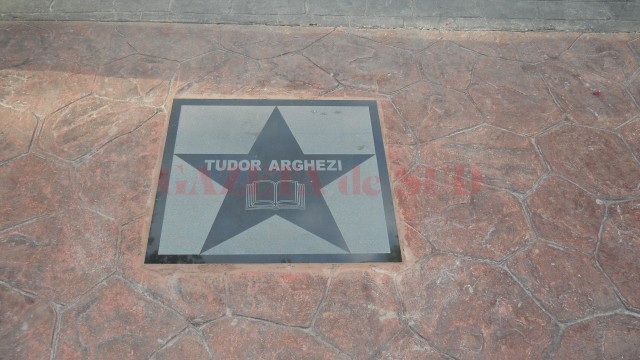 TUDOR ARGHEZI
GAZETA de SUD